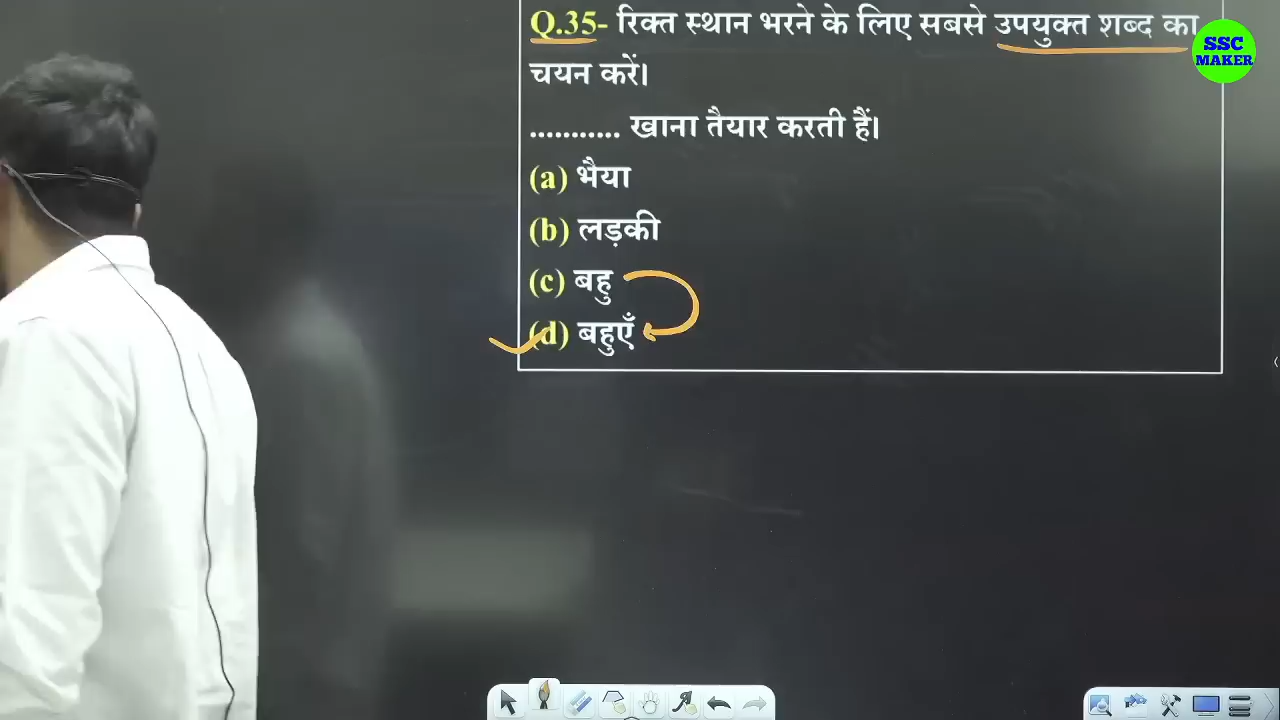 Q.35- रिक्त स्थान भरने के लिए सबसे उपयुक्त शब्द का
चयन करें।
........... खाना तैयार करती हैं।
(a) भैया
(b) लड़की
(c) बहु
(d) बहुएँ
SSC
MAKER